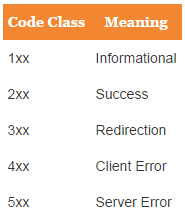 Code Class Meaning
1xx Informational
2xx Success
3xx Redirection
4xx Client Error
5xx Server Error